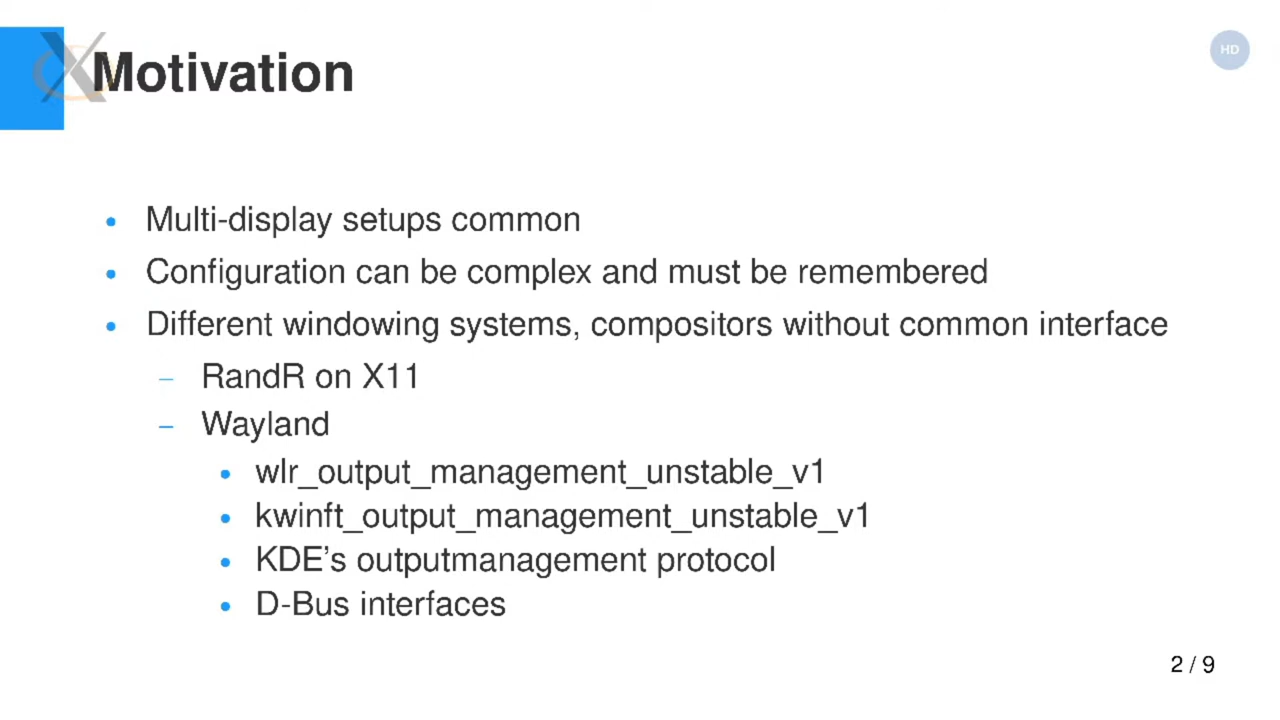 Motivation
HD
• Multi-display setups common
• Configuration can be complex and must be remembered
• Different windowing systems, compositors without common interface
– RandR on X11
– Wayland
• wlr_output_management_unstable_v1
• kwinft_output_management_unstable_v1
• KDE’s outputmanagement protocol
• D-Bus interfaces
2 / 9